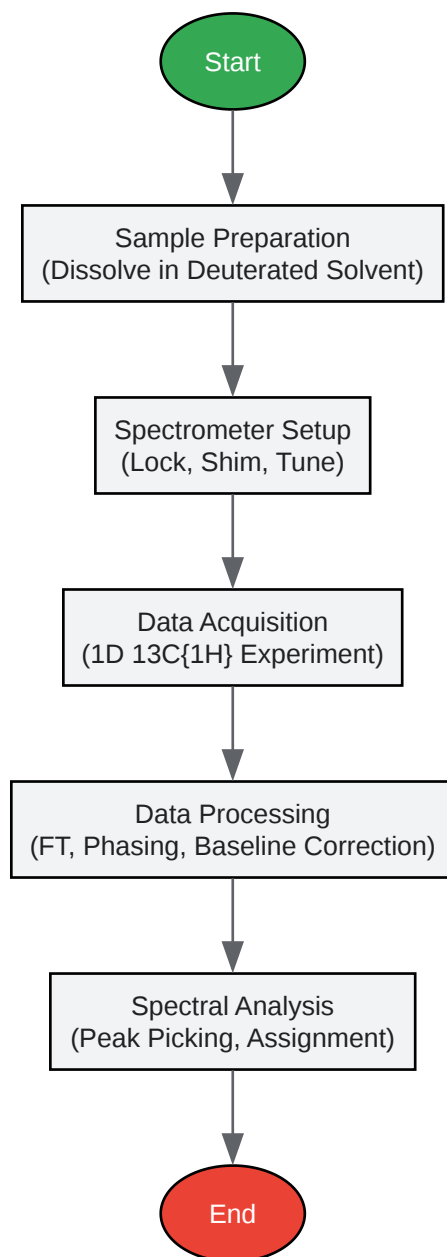 Start
Sample Preparation
(Dissolve in Deuterated Solvent)
Spectrometer Setup
(Lock, Shim, Tune)
Data Acquisition
(1D 13C{1H} Experiment)
Data Processing
(FT, Phasing, Baseline Correction)
Spectral Analysis
(Peak Picking, Assignment)
End